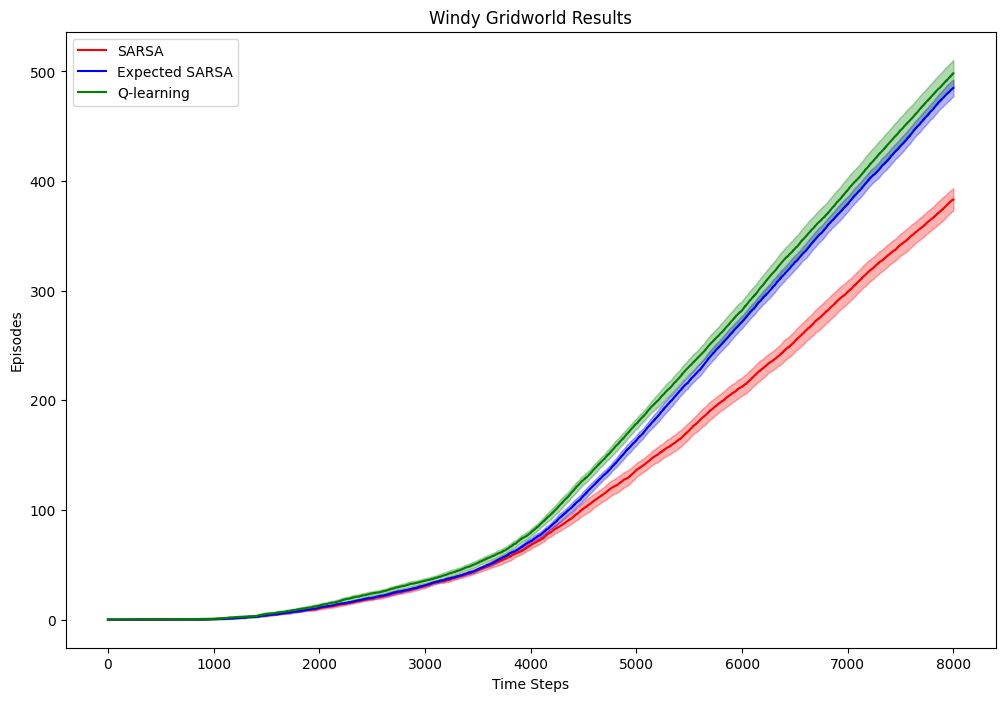 Windy Gridworld Results
SARSA
Expected SARSA
Q-learning
500
400
300
200
100
0
Episodes
0 1000 2000 3000 4000 5000 6000 7000 8000
Time Steps